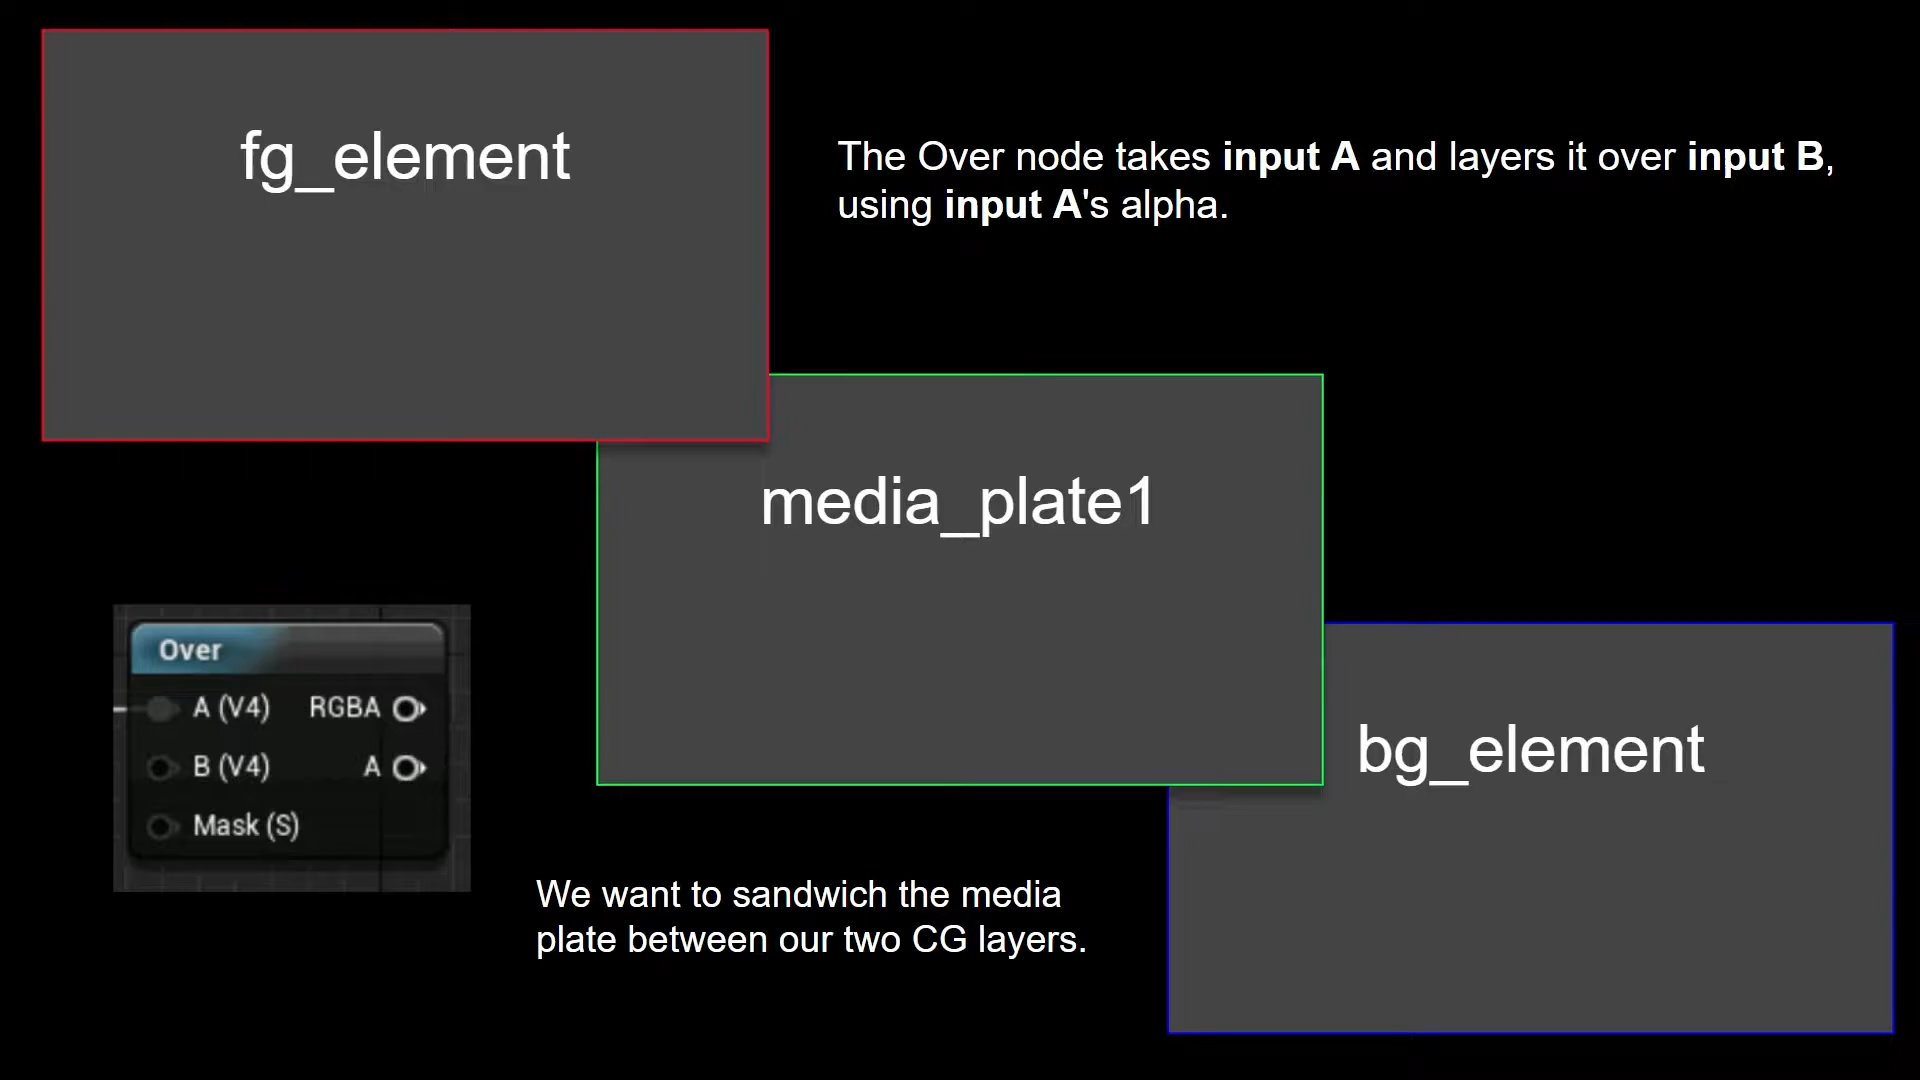 fg_element
The Over node takes input A and layers it over input B,
using input A's alpha.
media_plate1
Over
A (V4) RGBA
B (V4) A
Mask (S)
bg_element
We want to sandwich the media
plate between our two CG layers.